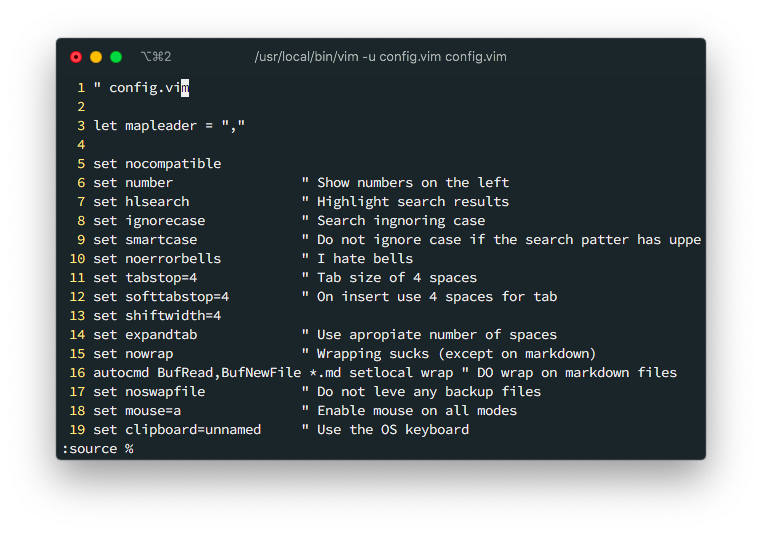 ⌥⌘2 /usr/local/bin/vim -u config.vim config.vim
1 " config.vim
2
3 let mapleader = ","
4
5 set nocompatible
6 set number " Show numbers on the left
7 set hlsearch " Highlight search results
8 set ignorecase " Search ingnoring case
9 set smartcase " Do not ignore case if the search patter has uppe
10 set noerrorbells " I hate bells
11 set tabstop=4 " Tab size of 4 spaces
12 set softtabstop=4 " On insert use 4 spaces for tab
13 set shiftwidth=4
14 set expandtab " Use apropiate number of spaces
15 set nowrap " Wrapping sucks (except on markdown)
16 autocmd BufRead,BufNewFile *.md setlocal wrap " DO wrap on markdown files
17 set noswapfile " Do not leve any backup files
18 set mouse=a " Enable mouse on all modes
19 set clipboard=unnamed " Use the OS keyboard
:source %